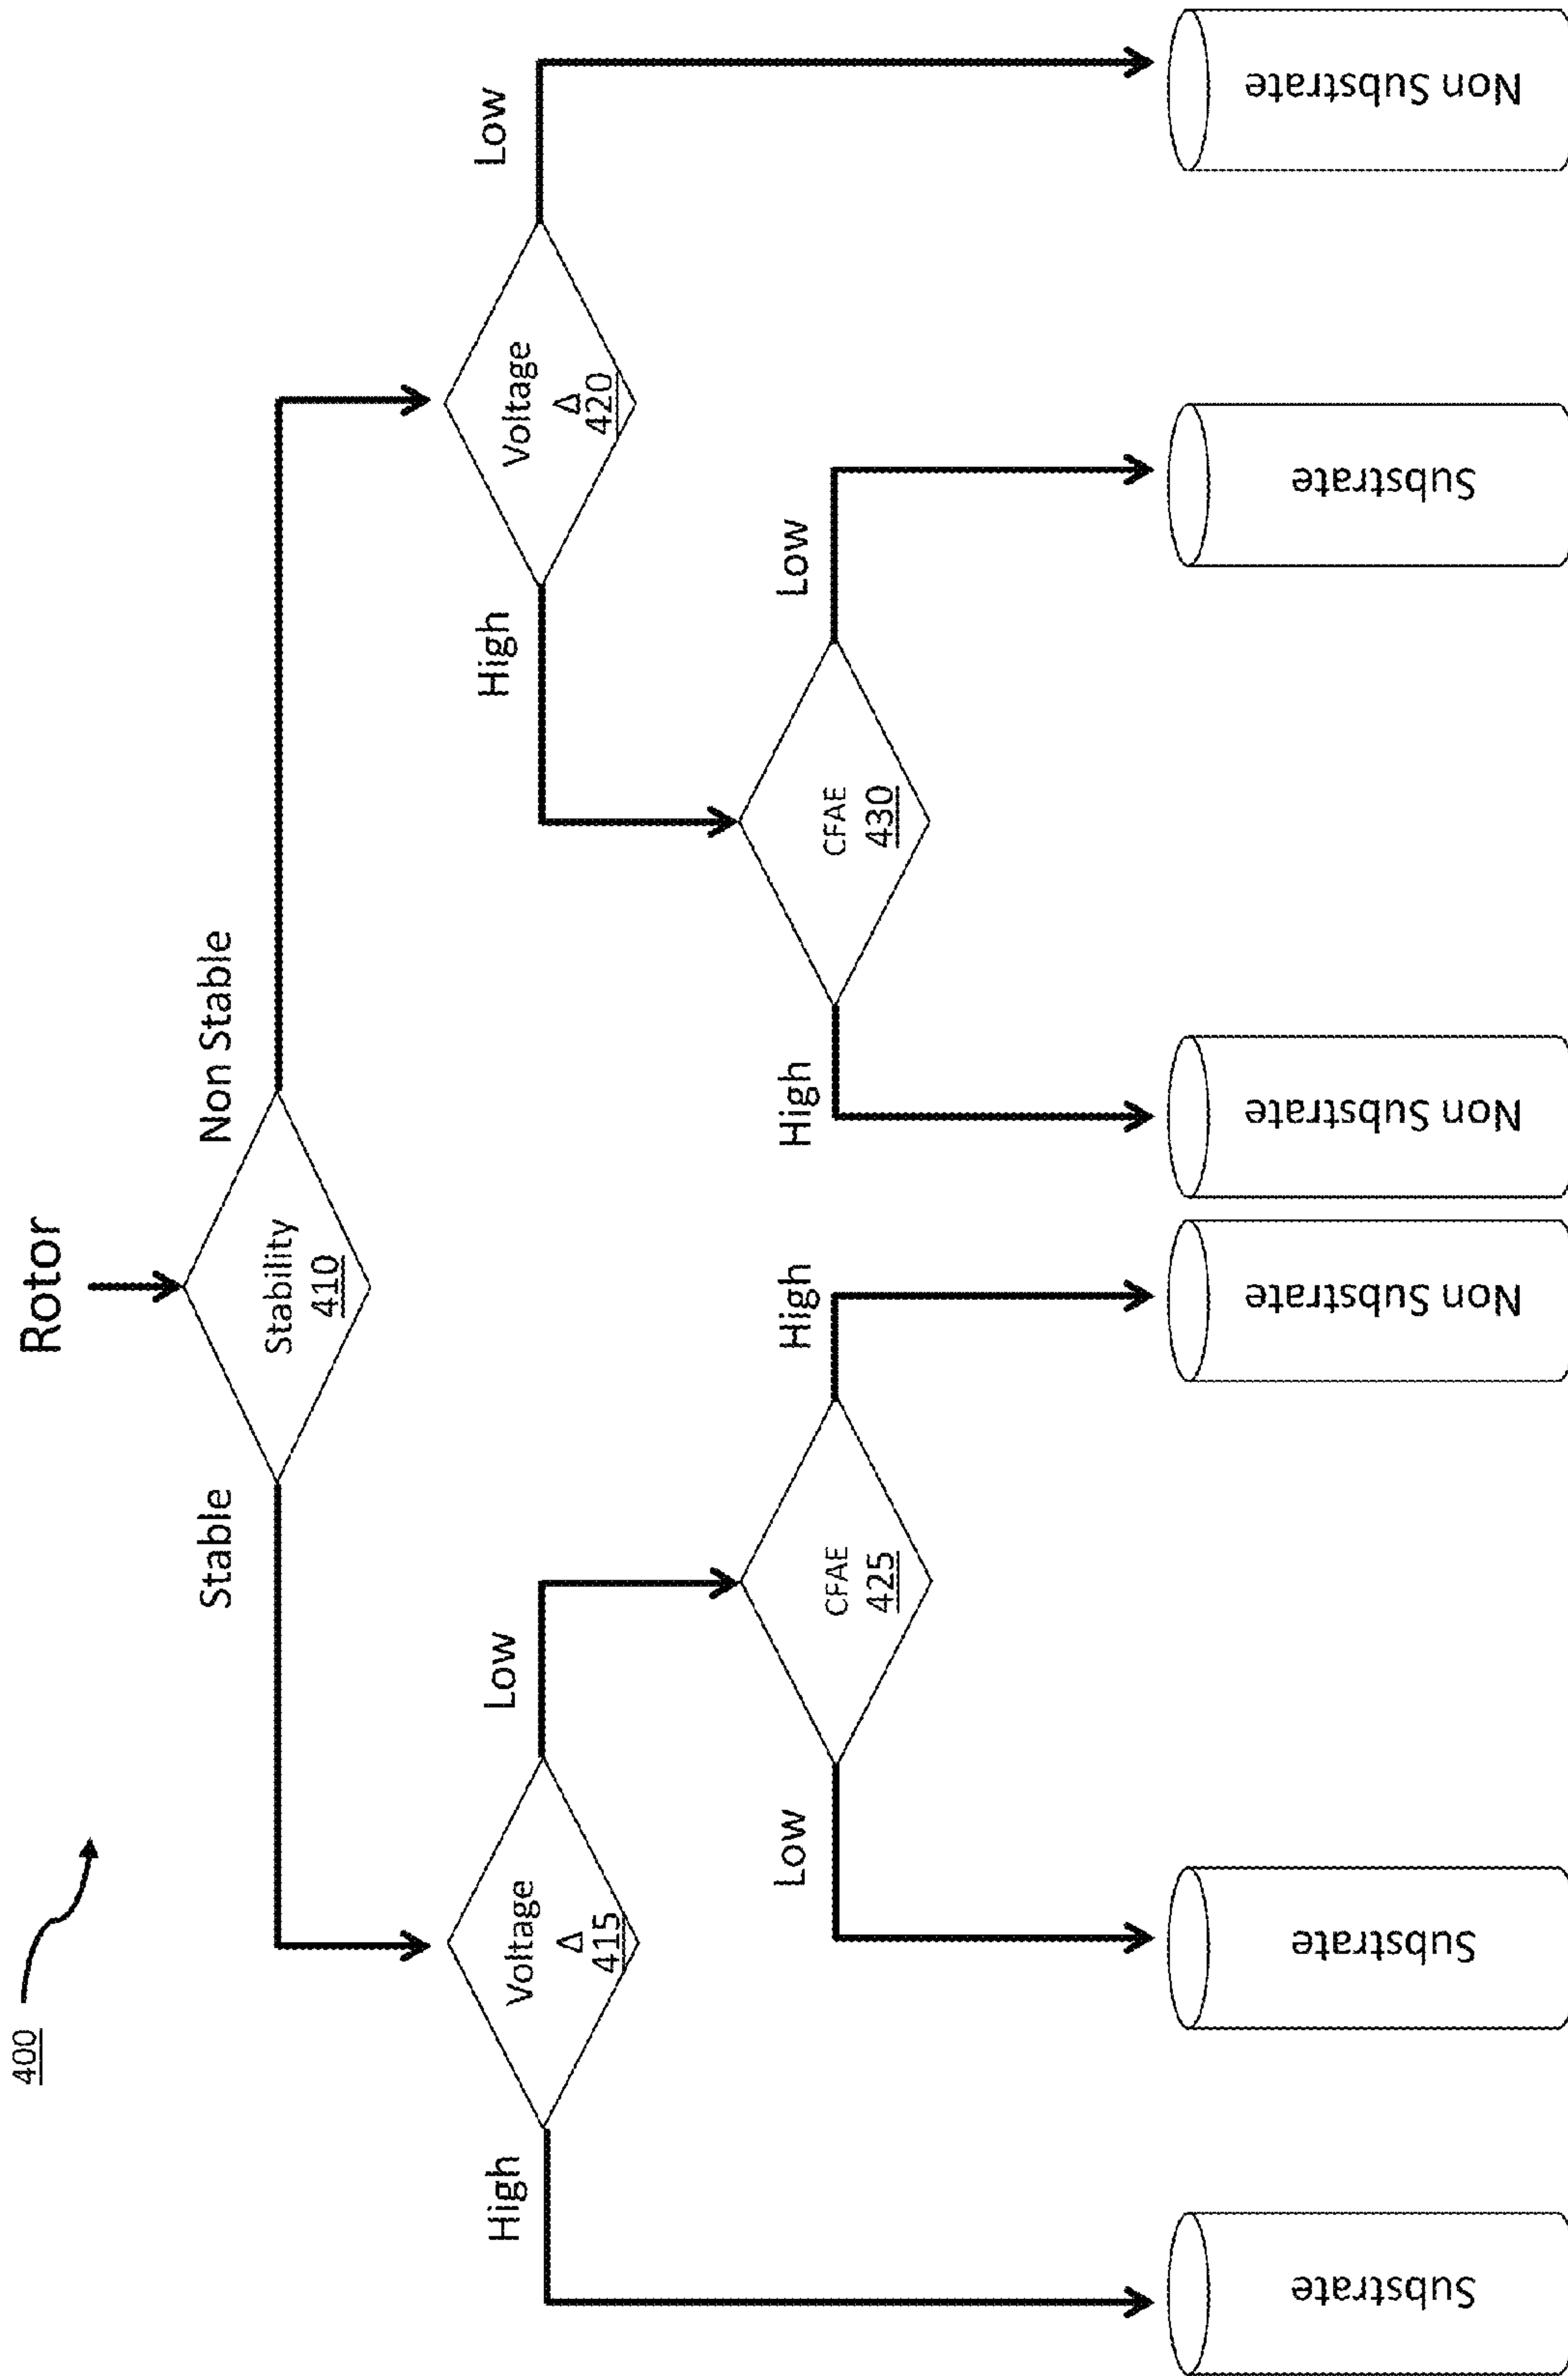 400
Rotor
Stability
410
Stable
Non Stable
Voltage
Δ
415
High
Low
Voltage
Δ
420
High
Low
CFAE
425
Low
High
CFAE
430
High
Low
Substrate
Substrate
Non Substrate
Non Substrate
Substrate
Non Substrate